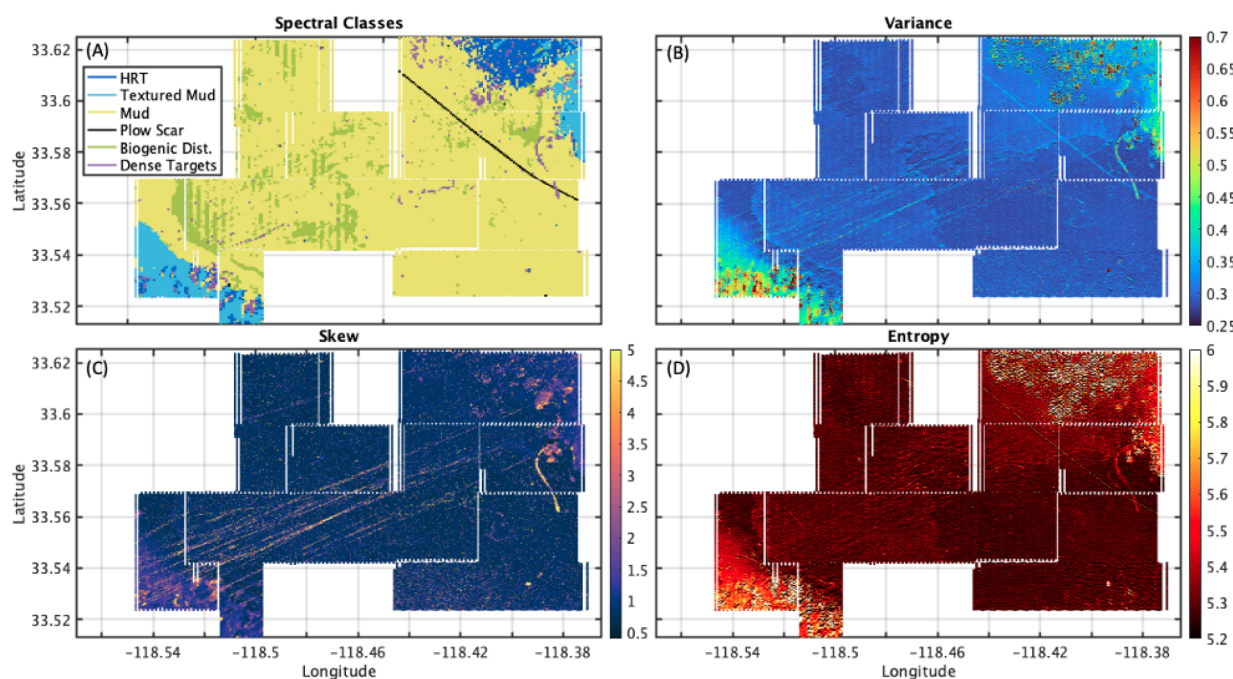 Spectral Classes
(A)
HRT
Textured Mud
Mud
Plow Scar
Biogenic Dist.
Dense Targets
33.62
33.6
33.58
33.56
33.54
33.52
Latitude
Variance
(B)
0.7
0.65
0.6
0.55
0.5
0.45
0.4
0.35
0.3
0.25
Skew
(C)
33.62
33.6
33.58
33.56
33.54
33.52
Latitude
5
4.5
4
3.5
3
2.5
2
1.5
1
0.5
-118.54
-118.5
-118.46
-118.42
-118.38
Longitude
Entropy
(D)
6
5.9
5.8
5.7
5.6
5.5
5.4
5.3
5.2
-118.54
-118.5
-118.46
-118.42
-118.38
Longitude